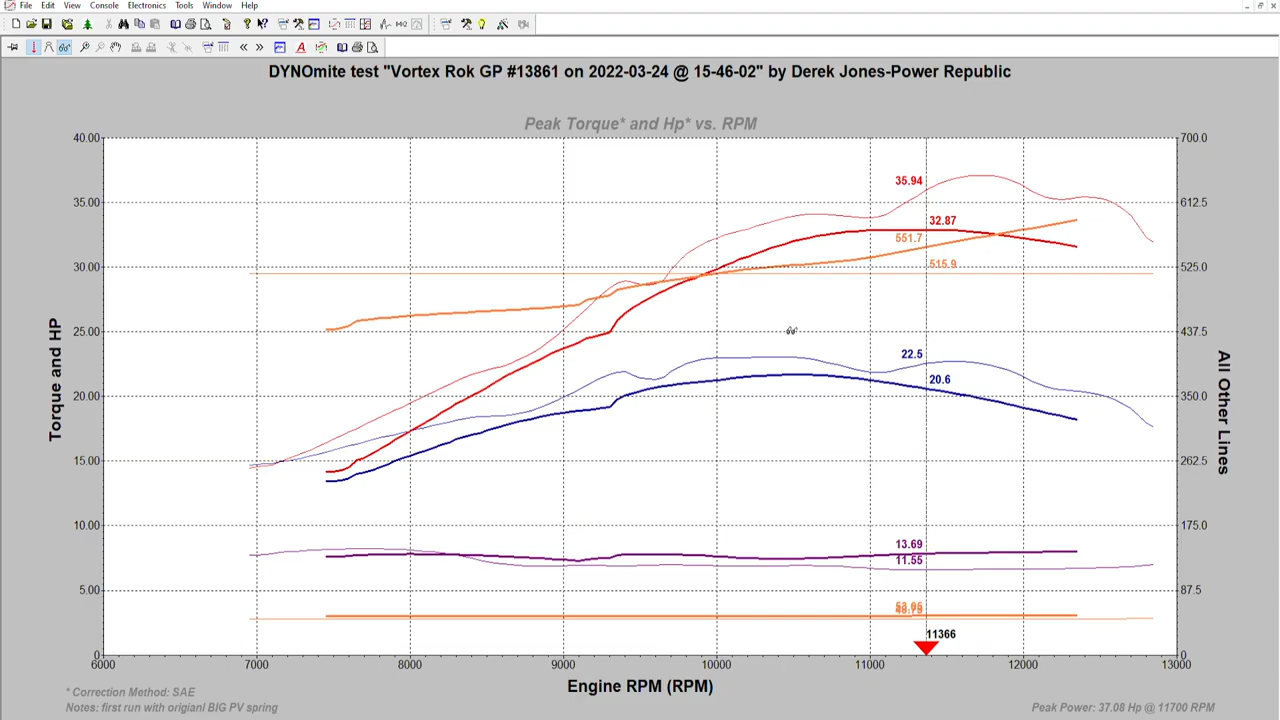 File Edit View Console Electronics Tools Window Help
DYNOmite test "Vortex Rok GP #13861 on 2022-03-24 @ 15-46-02" by Derek Jones-Power Republic
Peak Torque* and Hp* vs. RPM
40.00
700.0
35.94
35.00
612.5
32.87
551.7
515.9
30.00
525.0
25.00
437.5
22.5
20.6
20.00
350.0
15.00
262.5
10.00
175.0
13.69
11.55
5.00
87.5
11366
0
0
6000 7000 8000 9000 10000 11000 12000 13000
Torque and HP
All Other Lines
Engine RPM (RPM)
* Correction Method: SAE
Notes: first run with origianl BIG PV spring
Peak Power: 37.08 Hp @ 11700 RPM